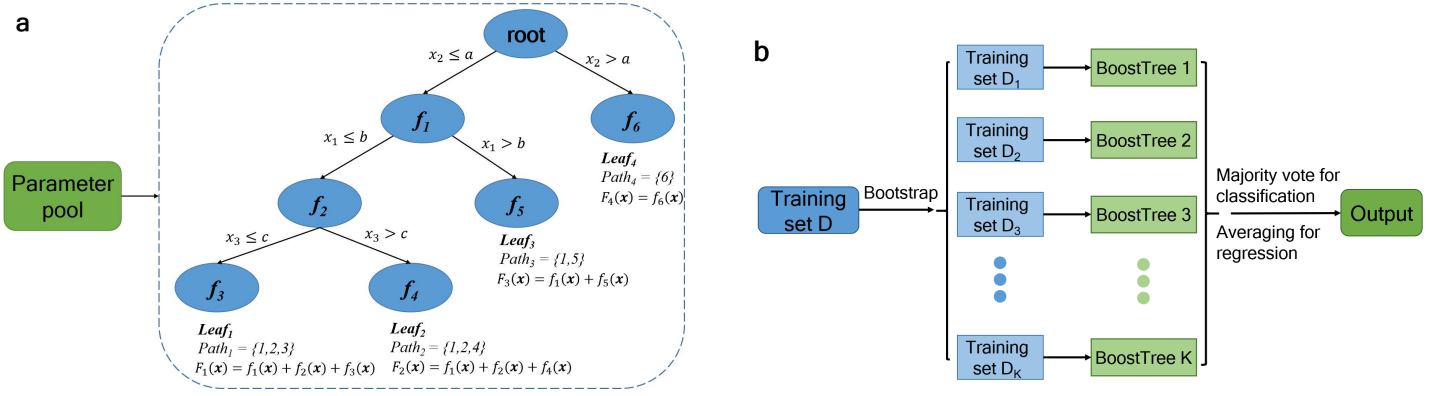 a
root
x₂ ≤ a
x₂ > a
f₁
f₆
x₁ ≤ b
x₁ > b
Leaf₄
Path₄ = {6}
F₄(x) = f₆(x)
Parameter
pool
f₂
f₅
x₃ ≤ c
x₃ > c
Leaf₃
Path₃ = {1,5}
F₃(x) = f₁(x) + f₅(x)
f₃
f₄
Leaf₁
Path₁ = {1,2,3}
F₁(x) = f₁(x) + f₂(x) + f₃(x)
Leaf₂
Path₂ = {1,2,4}
F₂(x) = f₁(x) + f₂(x) + f₄(x)
b
Training
set D
Bootstrap
Training
set D₁
BoostTree 1
Training
set D₂
BoostTree 2
Training
set D₃
BoostTree 3
Training
set Dₖ
BoostTree K
Majority vote for
classification
Averaging for
regression
Output